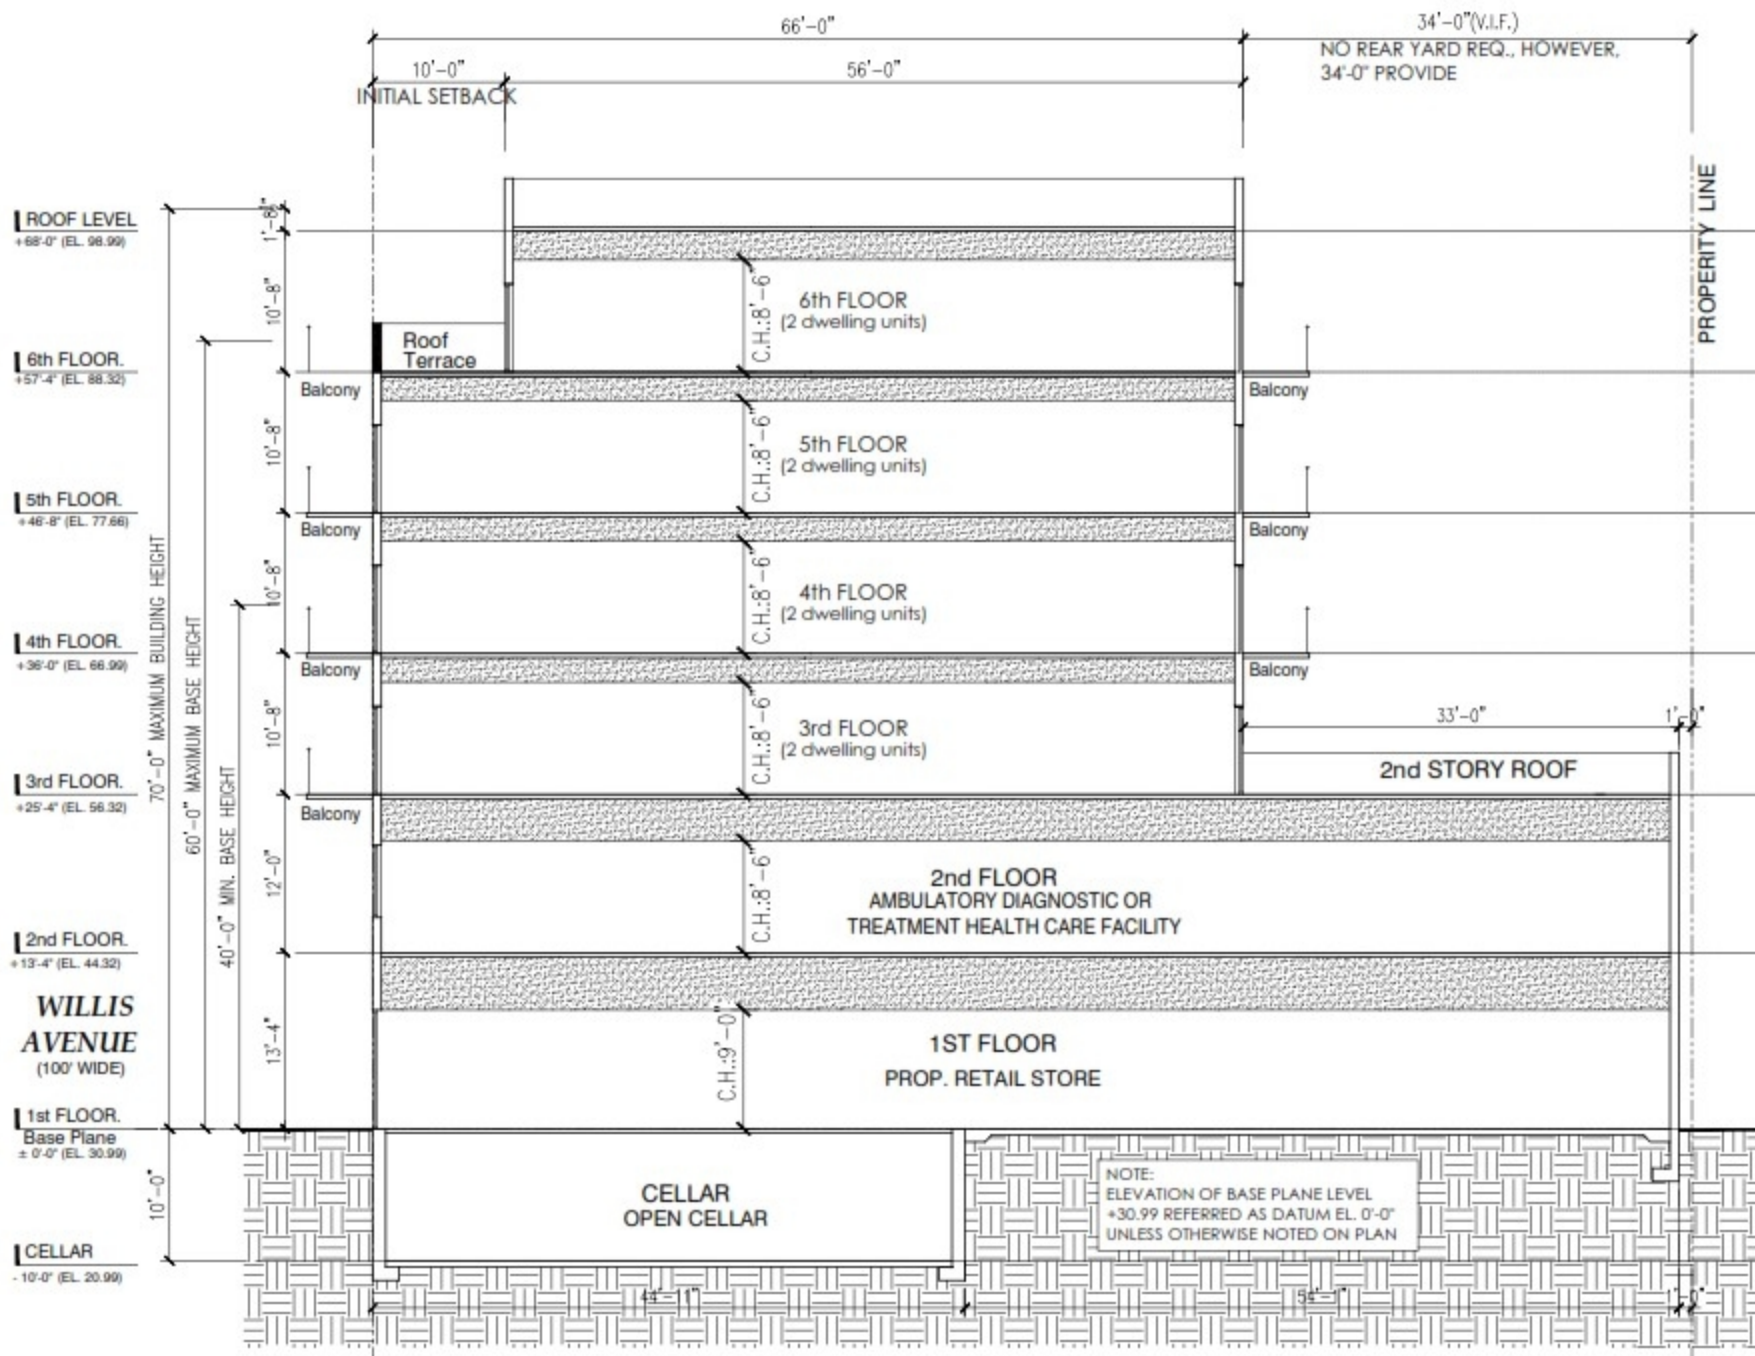 66'-0"
34'-0"(V.I.F.)
NO REAR YARD REQ., HOWEVER,
34'-0" PROVIDE
10'-0"
56'-0"
INITIAL SETBACK
PROPERITY LINE
ROOF LEVEL
+68'-0" (EL. 98.99)
1'-8"
10'-8"
C.H.:8'-6"
6th FLOOR
(2 dwelling units)
Roof
Terrace
6th FLOOR.
+57'-4" (EL. 88.32)
Balcony
Balcony
10'-8"
C.H.:8'-6"
5th FLOOR
(2 dwelling units)
5th FLOOR.
+46'-8" (EL. 77.66)
Balcony
Balcony
70'-0" MAXIMUM BUILDING HEIGHT
60'-0" MAXIMUM BASE HEIGHT
40'-0" MIN. BASE HEIGHT
10'-8"
C.H.:8'-6"
4th FLOOR
(2 dwelling units)
4th FLOOR.
+36'-0" (EL. 66.99)
Balcony
Balcony
10'-8"
C.H.:8'-6"
3rd FLOOR
(2 dwelling units)
33'-0"
1'-0"
2nd STORY ROOF
3rd FLOOR.
+25'-4" (EL. 56.32)
Balcony
12'-0"
C.H.:8'-6"
2nd FLOOR
AMBULATORY DIAGNOSTIC OR
TREATMENT HEALTH CARE FACILITY
2nd FLOOR.
+13'-4" (EL. 44.32)
WILLIS
AVENUE
(100' WIDE)
13'-4"
C.H.:9'-0"
1ST FLOOR
PROP. RETAIL STORE
1st FLOOR.
Base Plane
± 0'-0" (EL. 30.99)
10'-0"
CELLAR
OPEN CELLAR
NOTE:
ELEVATION OF BASE PLANE LEVEL
+30.99 REFERRED AS DATUM EL. 0'-0"
UNLESS OTHERWISE NOTED ON PLAN
CELLAR
- 10'-0" (EL. 20.99)
44'-11"
54'-1"
1'-0"